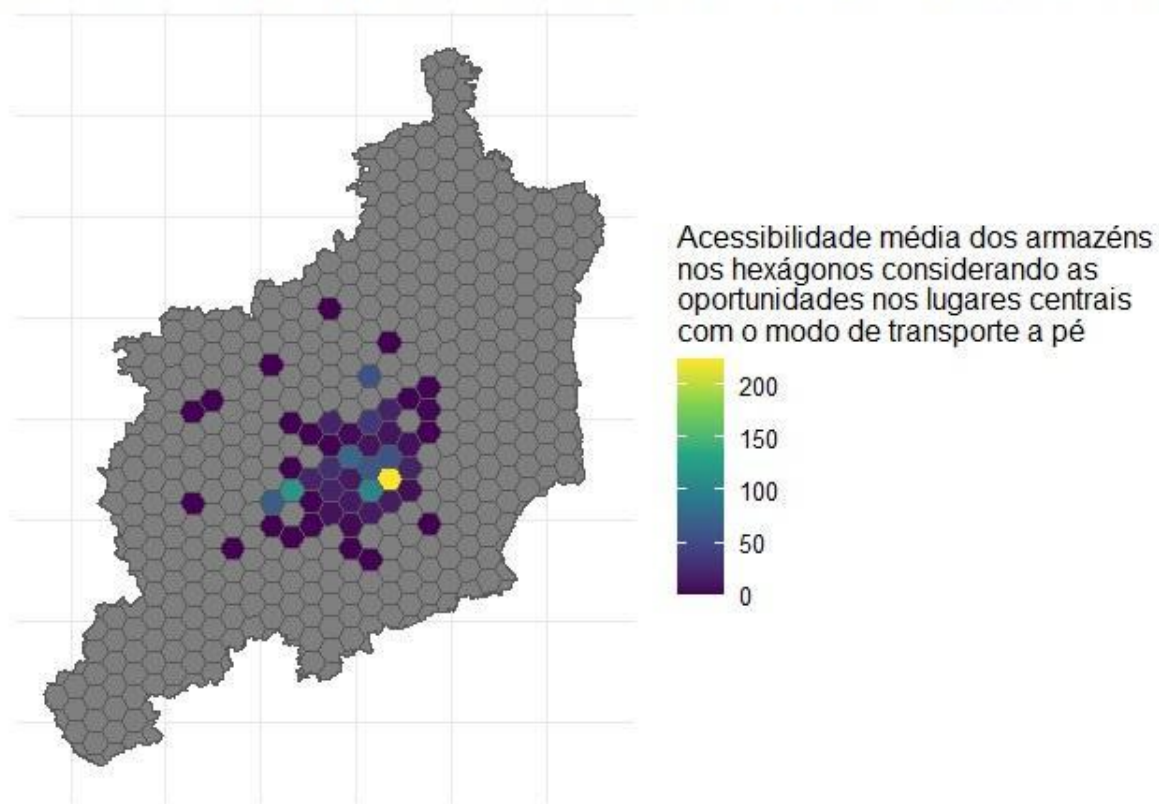 Acessibilidade média dos armazéns
nos hexágonos considerando as
oportunidades nos lugares centrais
com o modo de transporte a pé
200
150
100
50
0